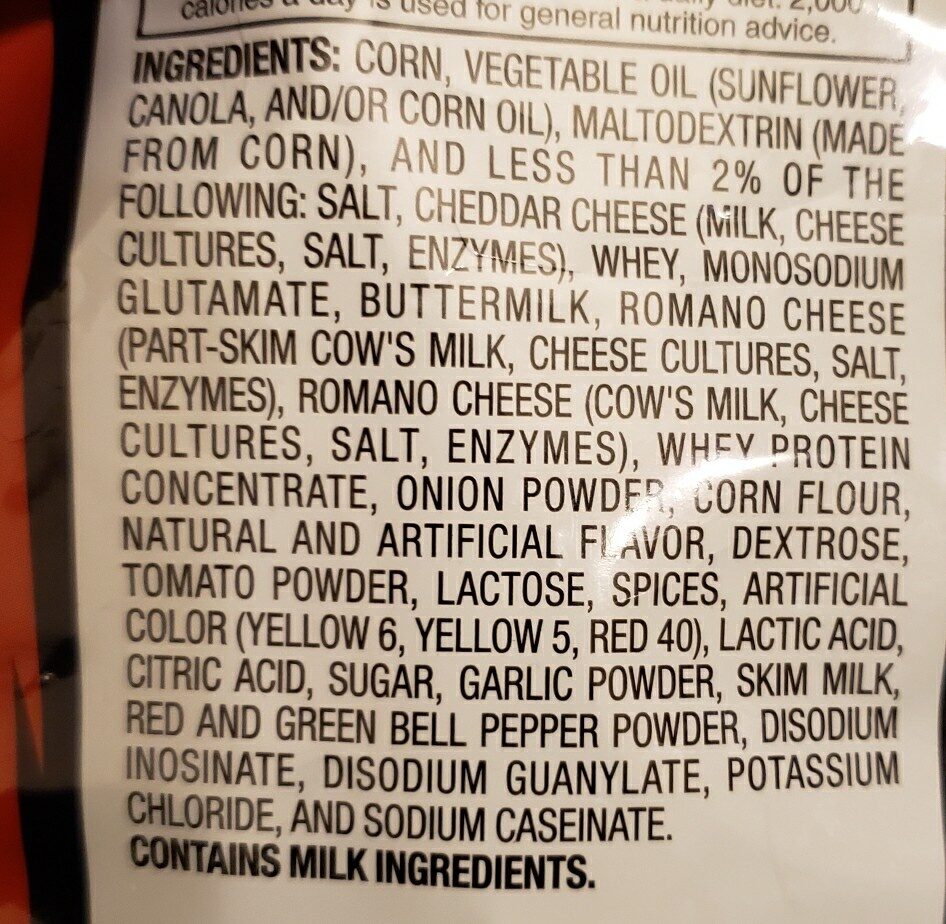 calories a day is used for general nutrition advice.
INGREDIENTS: CORN, VEGETABLE OIL (SUNFLOWER,
CANOLA, AND/OR CORN OIL), MALTODEXTRIN (MADE
FROM CORN), AND LESS THAN 2% OF THE
FOLLOWING: SALT, CHEDDAR CHEESE (MILK, CHEESE
CULTURES, SALT, ENZYMES), WHEY, MONOSODIUM
GLUTAMATE, BUTTERMILK, ROMANO CHEESE
(PART-SKIM COW'S MILK, CHEESE CULTURES, SALT,
ENZYMES), ROMANO CHEESE (COW'S MILK, CHEESE
CULTURES, SALT, ENZYMES), WHEY PROTEIN
CONCENTRATE, ONION POWDER, CORN FLOUR,
NATURAL AND ARTIFICIAL FLAVOR, DEXTROSE,
TOMATO POWDER, LACTOSE, SPICES, ARTIFICIAL
COLOR (YELLOW 6, YELLOW 5, RED 40), LACTIC ACID,
CITRIC ACID, SUGAR, GARLIC POWDER, SKIM MILK,
RED AND GREEN BELL PEPPER POWDER, DISODIUM
INOSINATE, DISODIUM GUANYLATE, POTASSIUM
CHLORIDE, AND SODIUM CASEINATE.
CONTAINS MILK INGREDIENTS.